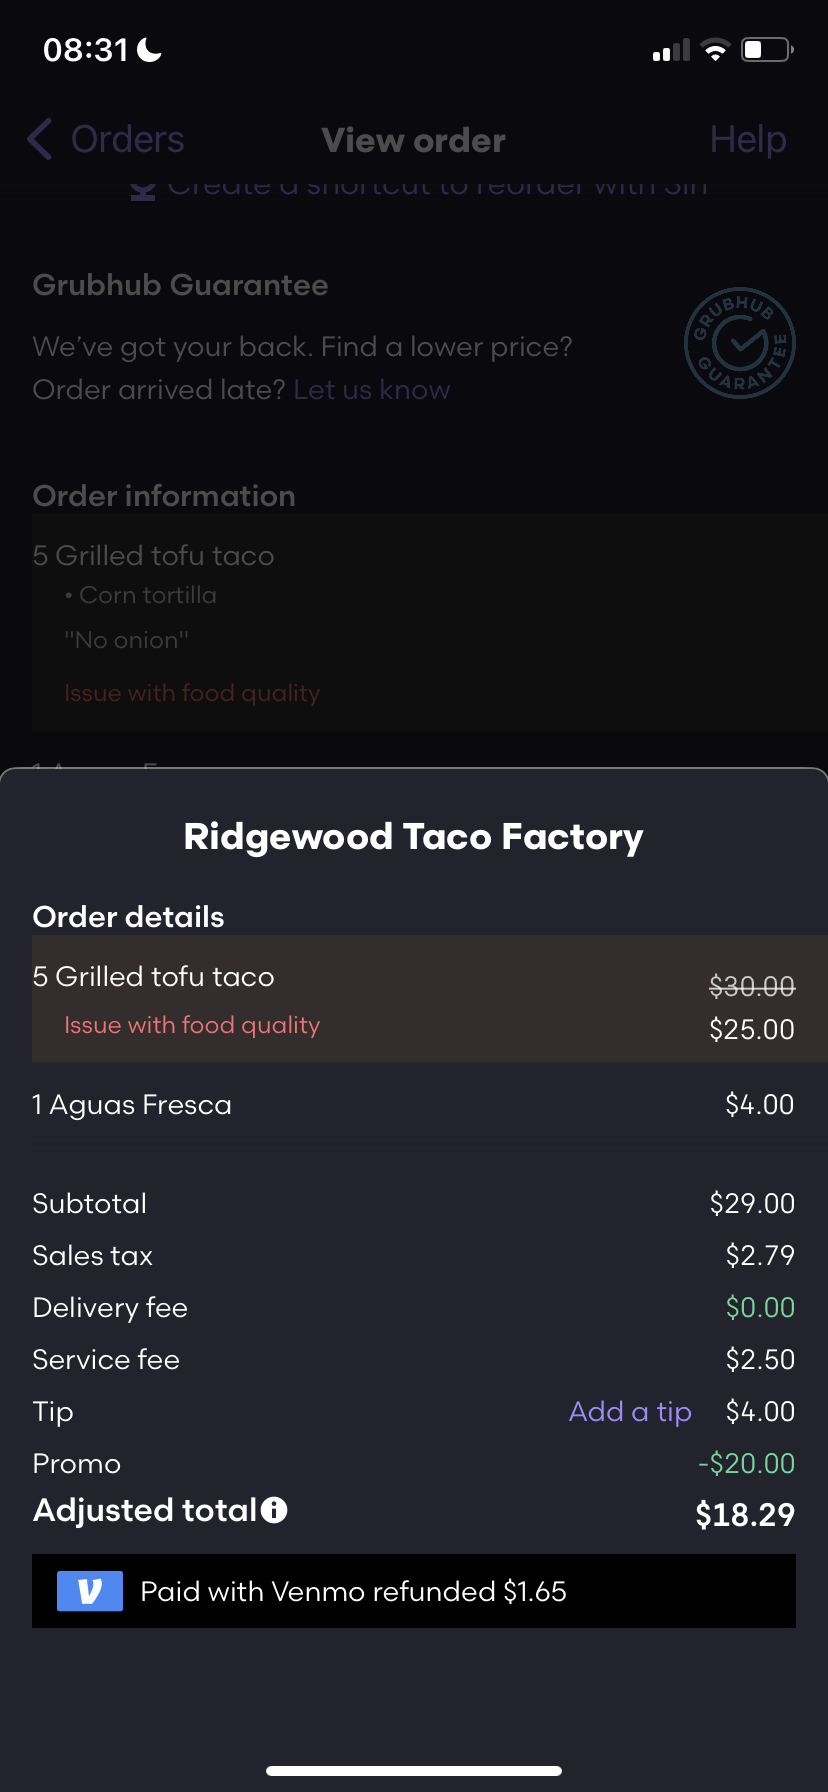 08:31
Orders View order Help
Create a shortcut to reorder with Siri
Grubhub Guarantee
We've got your back. Find a lower price?
Order arrived late? Let us know
GRUBHUB GUARANTEE
Order information
5 Grilled tofu taco
• Corn tortilla
"No onion"
Issue with food quality
Ridgewood Taco Factory
Order details
5 Grilled tofu taco $30.00
Issue with food quality $25.00
1 Aguas Fresca $4.00
Subtotal $29.00
Sales tax $2.79
Delivery fee $0.00
Service fee $2.50
Tip Add a tip $4.00
Promo -$20.00
Adjusted total $18.29
Paid with Venmo refunded $1.65